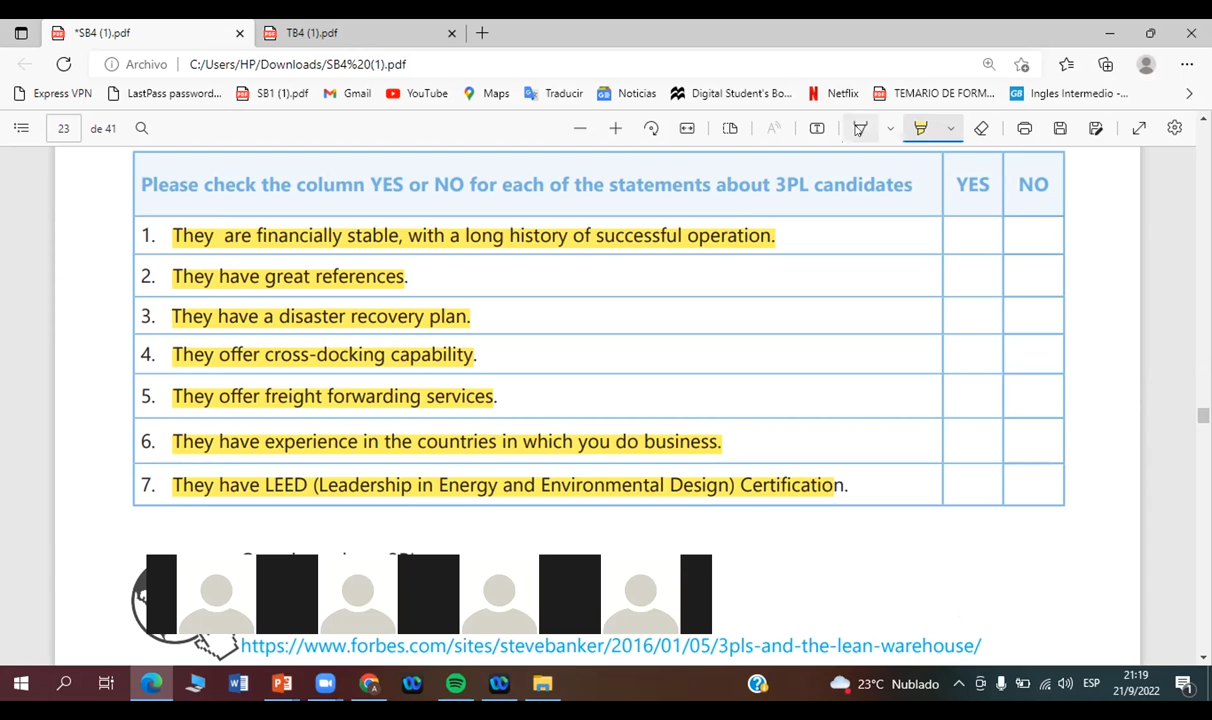 *SB4 (1).pdf
TB4 (1).pdf
Archivo C:/Users/HP/Downloads/SB4%20(1).pdf
Express VPN LastPass password... SB1 (1).pdf Gmail YouTube Maps Traducir Noticias Digital Student's Bo... Netflix TEMARIO DE FORM... GB Ingles Intermedio -...
23 de 41
Please check the column YES or NO for each of the statements about 3PL candidates YES NO
1. They are financially stable, with a long history of successful operation.
2. They have great references.
3. They have a disaster recovery plan.
4. They offer cross-docking capability.
5. They offer freight forwarding services.
6. They have experience in the countries in which you do business.
7. They have LEED (Leadership in Energy and Environmental Design) Certification.
https://www.forbes.com/sites/stevebanker/2016/01/05/3pls-and-the-lean-warehouse/
23°C Nublado ESP 21:19
21/9/2022 1